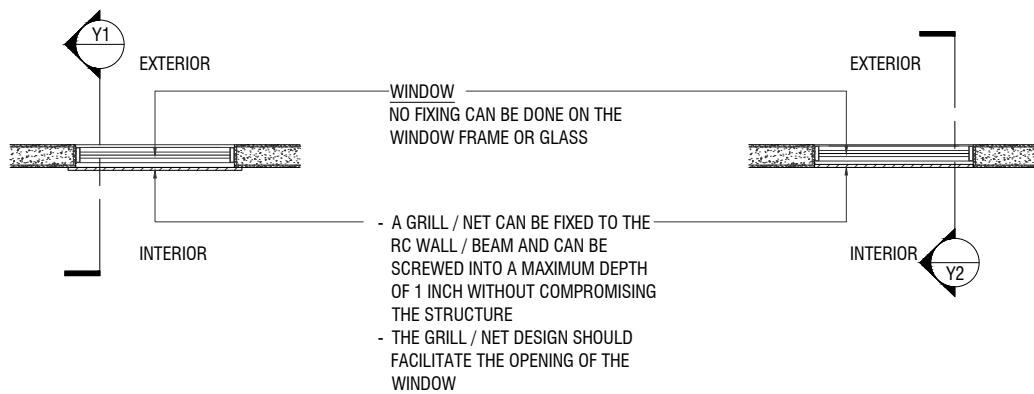 Y1
EXTERIOR
EXTERIOR
WINDOW
NO FIXING CAN BE DONE ON THE
WINDOW FRAME OR GLASS
INTERIOR
- A GRILL / NET CAN BE FIXED TO THE
RC WALL / BEAM AND CAN BE
SCREWED INTO A MAXIMUM DEPTH
OF 1 INCH WITHOUT COMPROMISING
THE STRUCTURE
- THE GRILL / NET DESIGN SHOULD
FACILITATE THE OPENING OF THE
WINDOW
INTERIOR
Y2